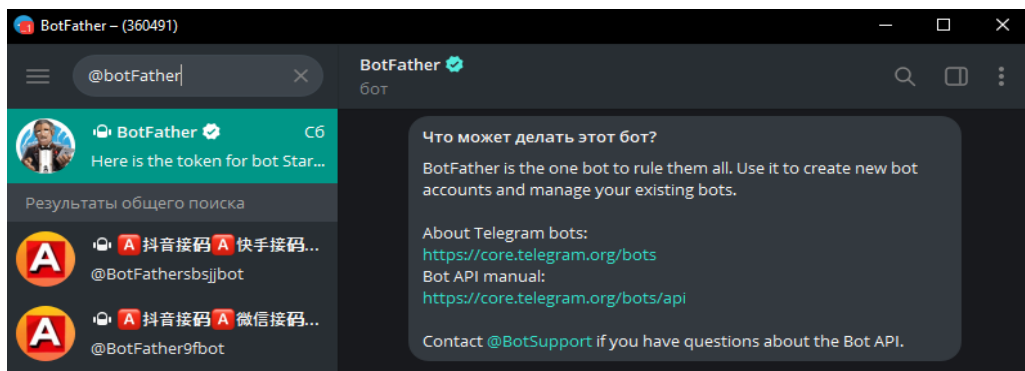 BotFather – (360491)
@botFather
BotFather
бот
BotFather
Сб
Here is the token for bot Star...
Результаты общего поиска
A抖音接码A快手接码...
@BotFathersbsjjbot
A抖音接码A微信接码...
@BotFather9fbot
Что может делать этот бот?
BotFather is the one bot to rule them all. Use it to create new bot
accounts and manage your existing bots.
About Telegram bots:
https://core.telegram.org/bots
Bot API manual:
https://core.telegram.org/bots/api
Contact @BotSupport if you have questions about the Bot API.